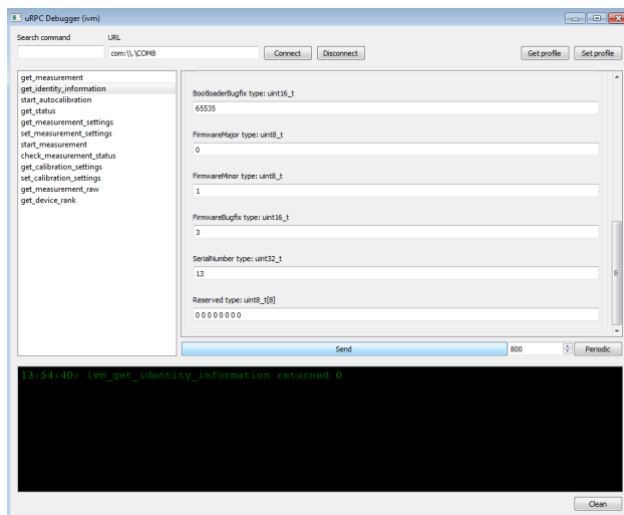 uRPC Debugger (ivm)
Search command
URL
com:\\.\COM8
Connect
Disconnect
Get profile
Set profile
get_measurement
get_identity_information
start_autocalibration
get_status
get_measurement_settings
set_measurement_settings
start_measurement
check_measurement_status
get_calibration_settings
set_calibration_settings
get_measurement_raw
get_device_rank
BootloaderBugfix type: uint16_t
65535
FirmwareMajor type: uint8_t
0
FirmwareMinor type: uint8_t
1
FirmwareBugfix type: uint16_t
3
SerialNumber type: uint32_t
13
Reserved type: uint8_t[8]
0 0 0 0 0 0 0 0
Send
800
Periodic
13:54:40: ivm_get_identity_information returned 0
Clean